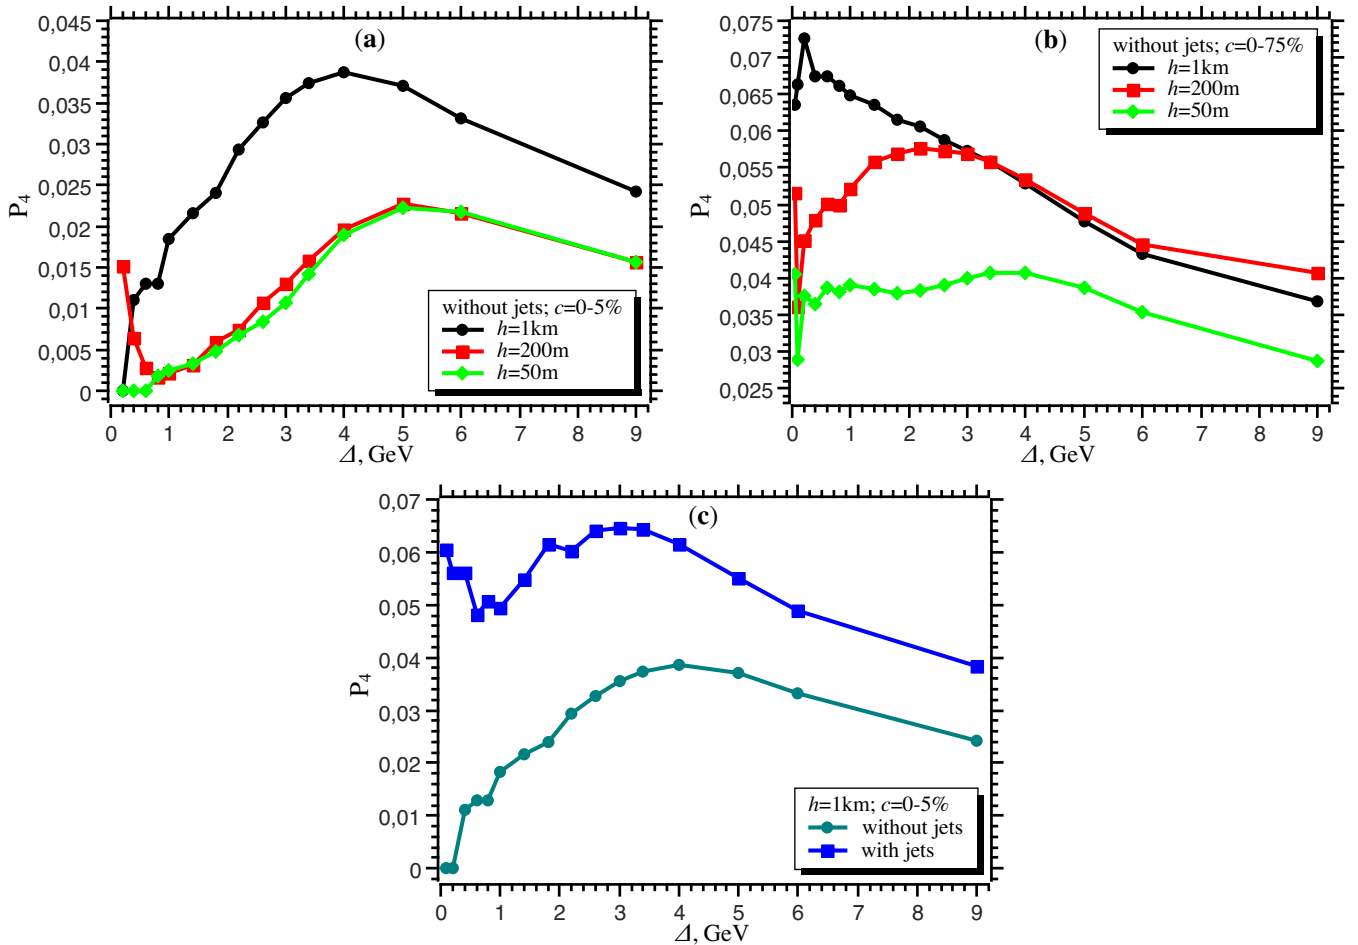 (a)
0,045
0,04
0,035
0,03
0,025
0,02
0,015
0,01
0,005
0
P4
without jets; c=0-5%
h=1km
h=200m
h=50m
0 1 2 3 4 5 6 7 8 9
Δ, GeV
(b)
0,075
0,07
0,065
0,06
0,055
0,05
0,045
0,04
0,035
0,03
0,025
P4
without jets; c=0-75%
h=1km
h=200m
h=50m
0 1 2 3 4 5 6 7 8 9
Δ, GeV
(c)
0,07
0,06
0,05
0,04
0,03
0,02
0,01
0
P4
h=1km; c=0-5%
without jets
with jets
0 1 2 3 4 5 6 7 8 9
Δ, GeV